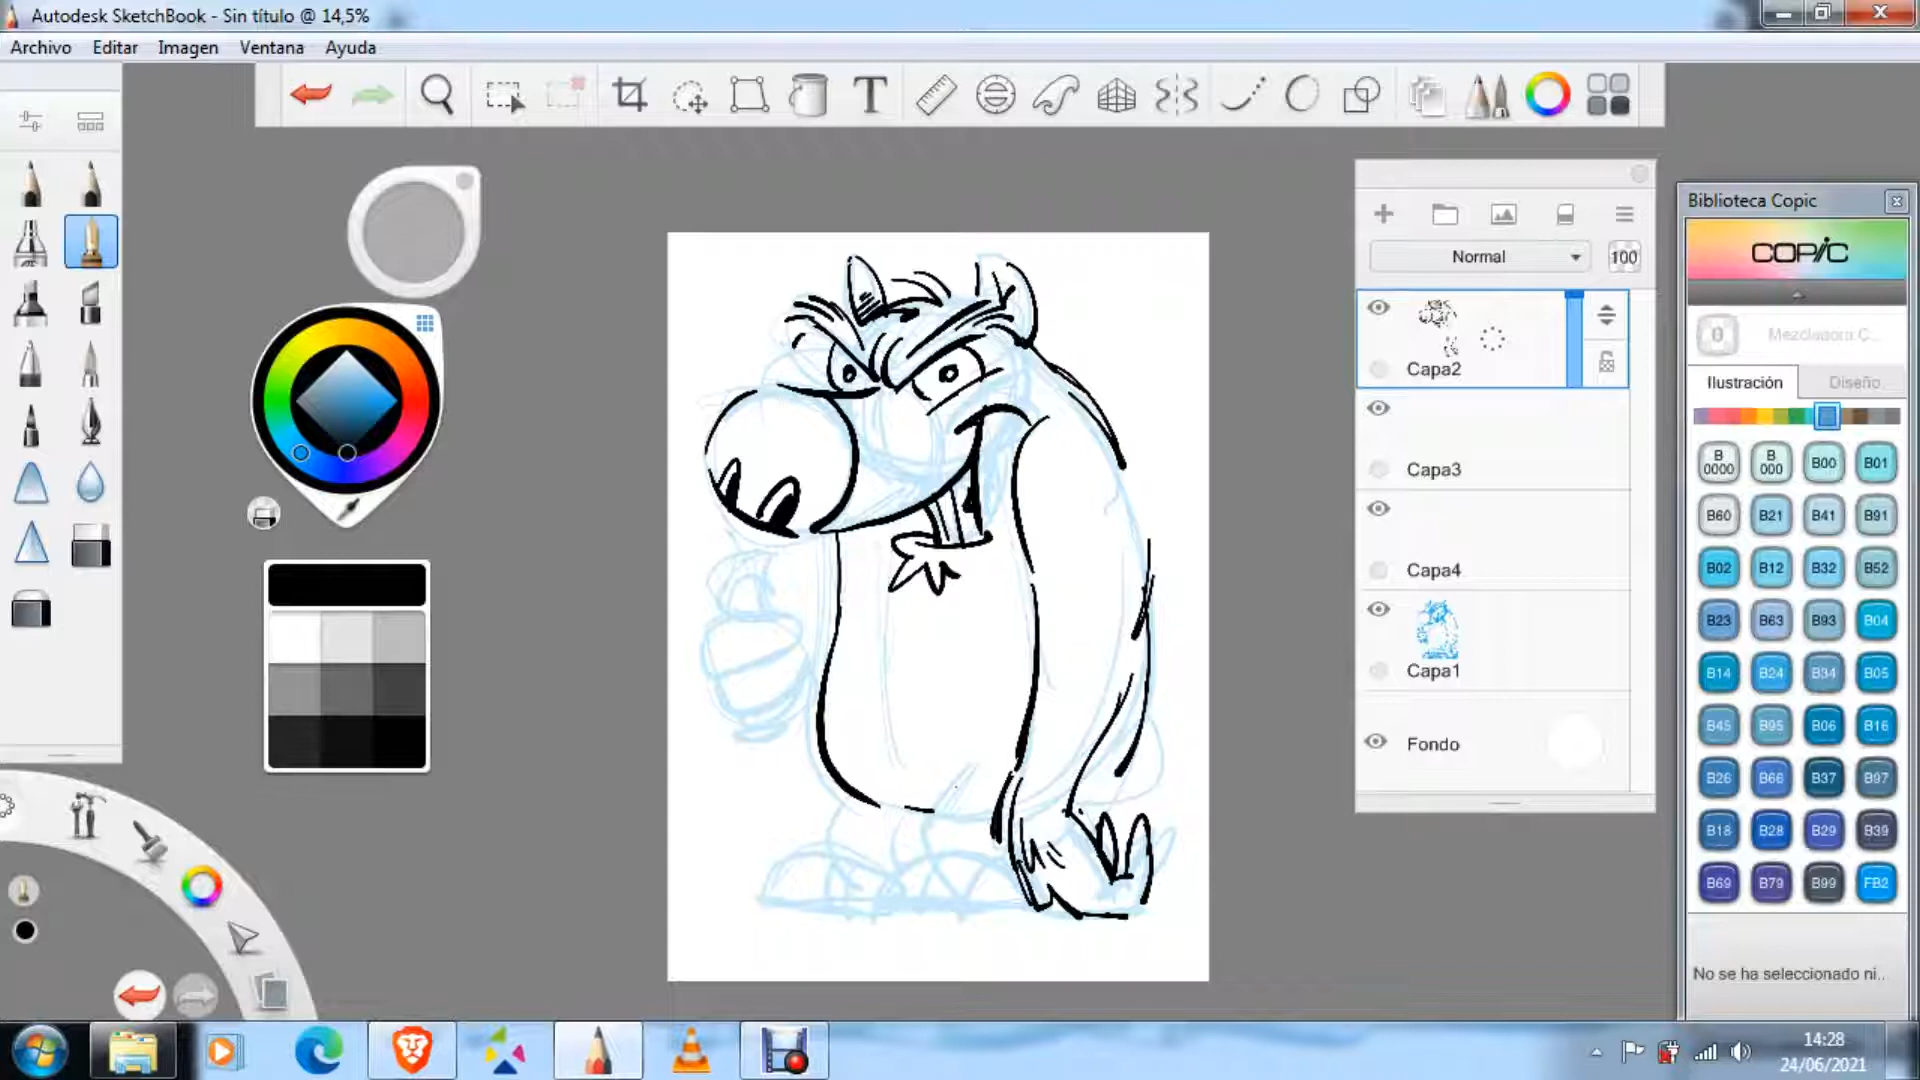 Autodesk SketchBook - Sin título @ 14,5%
Archivo Editar Imagen Ventana Ayuda
T
Biblioteca Copic
COPiC
Normal 100
0 Mezcladora C...
Capa2
Ilustración Diseño
Capa3
B0000 B000 B00 B01
B60 B21 B41 B91
Capa4
B02 B12 B32 B52
B23 B63 B93 B04
Capa1
B14 B24 B34 B05
B45 B95 B06 B16
Fondo
B26 B66 B37 B97
B18 B28 B29 B39
B69 B79 B99 FB2
No se ha seleccionado ni..
14:28
24/06/2021